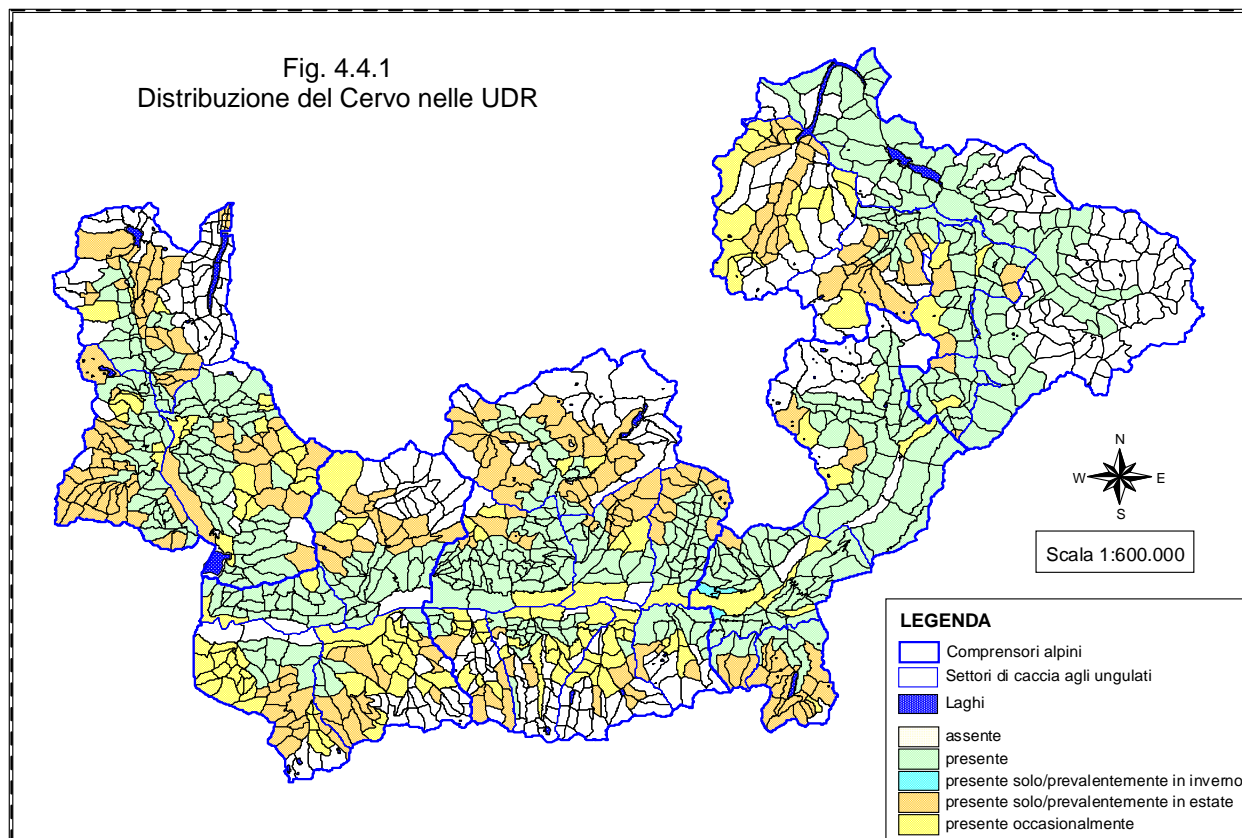 Fig. 4.4.1
Distribuzione del Cervo nelle UDR
N
W E
S
Scala 1:600.000
LEGENDA
Comprensori alpini
Settori di caccia agli ungulati
Laghi
assente
presente
presente solo/prevalentemente in inverno
presente solo/prevalentemente in estate
presente occasionalmente